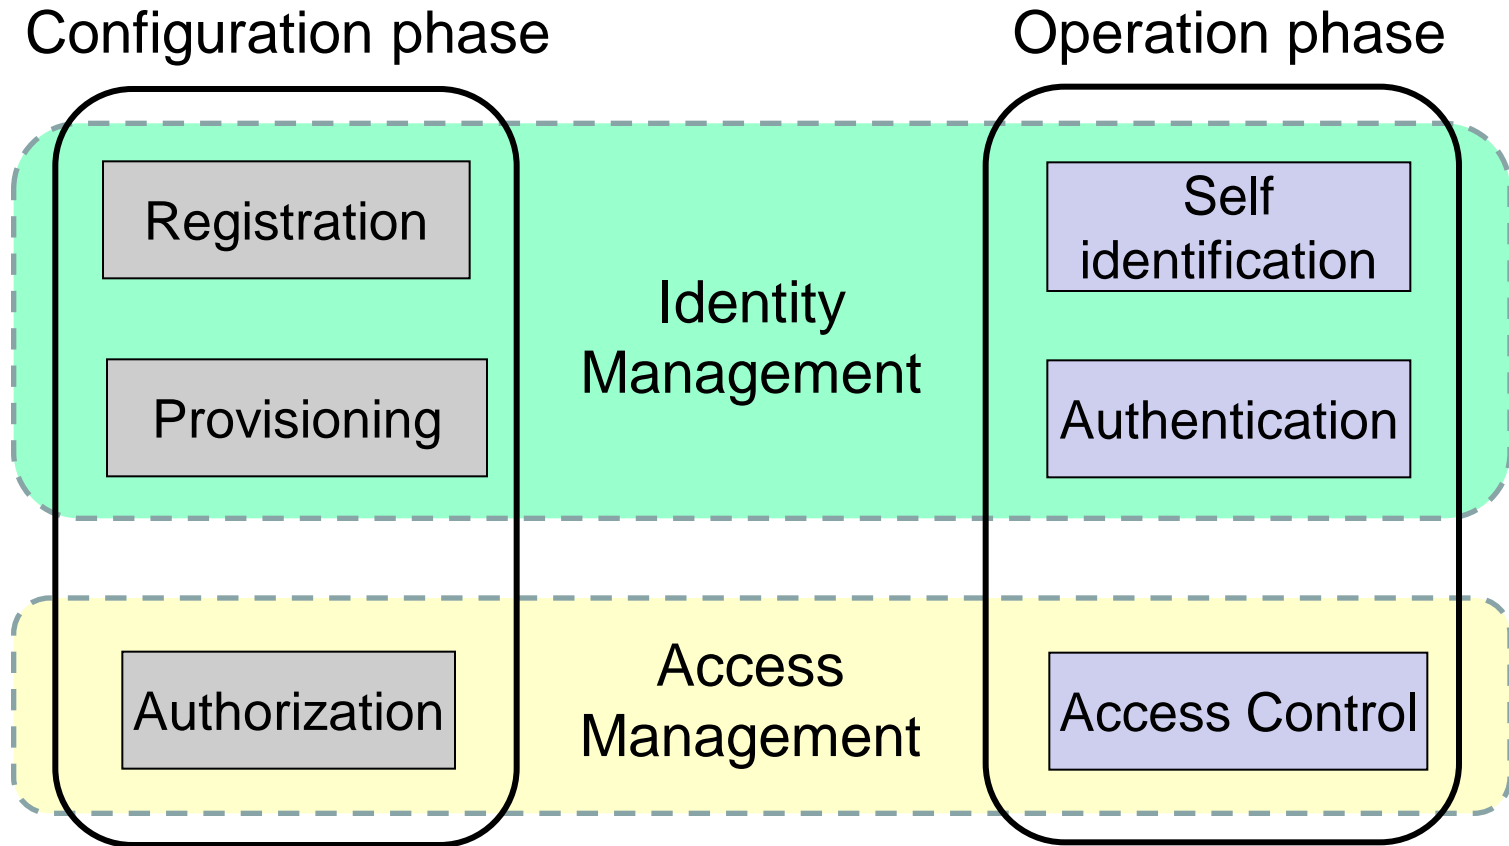 Configuration phase
Operation phase
Registration
Self
identification
Identity
Management
Provisioning
Authentication
Access
Management
Authorization
Access Control